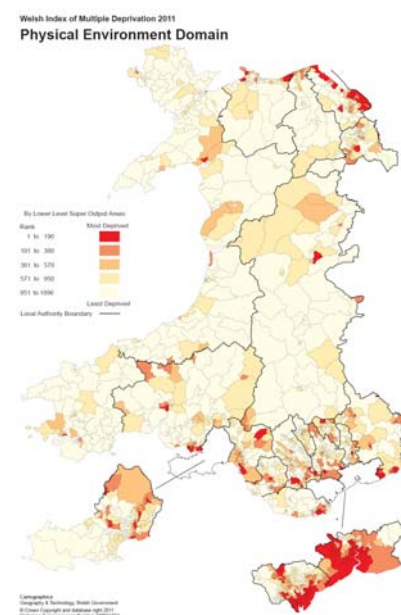 Welsh Index of Multiple Deprivation 2011
Physical Environment Domain
By Lower Level Super Output Areas
Rank Most Deprived
1 to 190
191 to 380
381 to 570
571 to 950
951 to 1896
Least Deprived
Local Authority Boundary
Cartographics
Geography & Technology, Welsh Government
© Crown Copyright and database right 2011